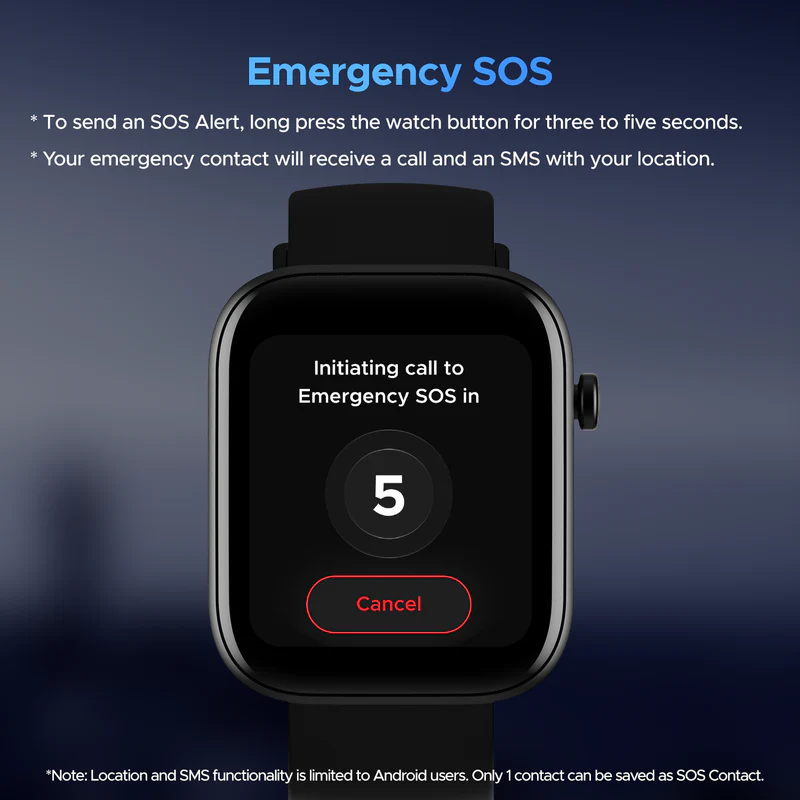 Emergency SOS
* To send an SOS Alert, long press the watch button for three to five seconds.
* Your emergency contact will receive a call and an SMS with your location.
Initiating call to
Emergency SOS in
5
Cancel
*Note: Location and SMS functionality is limited to Android users. Only 1 contact can be saved as SOS Contact.